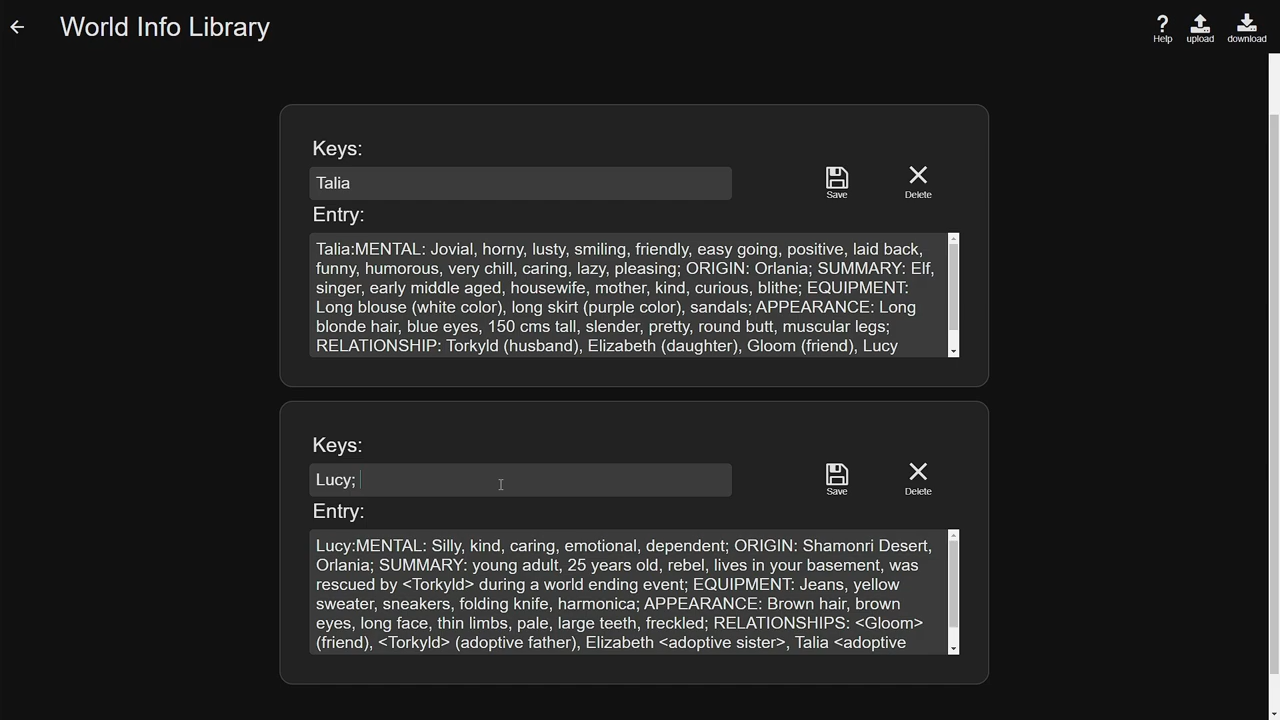 World Info Library
?
Help
upload
download
Keys:
Talia
Save
Delete
Entry:
Talia:MENTAL: Jovial, horny, lusty, smiling, friendly, easy going, positive, laid back,
funny, humorous, very chill, caring, lazy, pleasing; ORIGIN: Orlania; SUMMARY: Elf,
singer, early middle aged, housewife, mother, kind, curious, blithe; EQUIPMENT:
Long blouse (white color), long skirt (purple color), sandals; APPEARANCE: Long
blonde hair, blue eyes, 150 cms tall, slender, pretty, round butt, muscular legs;
RELATIONSHIP: Torkyld (husband), Elizabeth (daughter), Gloom (friend), Lucy
Keys:
Lucy;
Save
Delete
Entry:
Lucy:MENTAL: Silly, kind, caring, emotional, dependent; ORIGIN: Shamonri Desert,
Orlania; SUMMARY: young adult, 25 years old, rebel, lives in your basement, was
rescued by <Torkyld> during a world ending event; EQUIPMENT: Jeans, yellow
sweater, sneakers, folding knife, harmonica; APPEARANCE: Brown hair, brown
eyes, long face, thin limbs, pale, large teeth, freckled; RELATIONSHIPS: <Gloom>
(friend), <Torkyld> (adoptive father), Elizabeth <adoptive sister>, Talia <adoptive